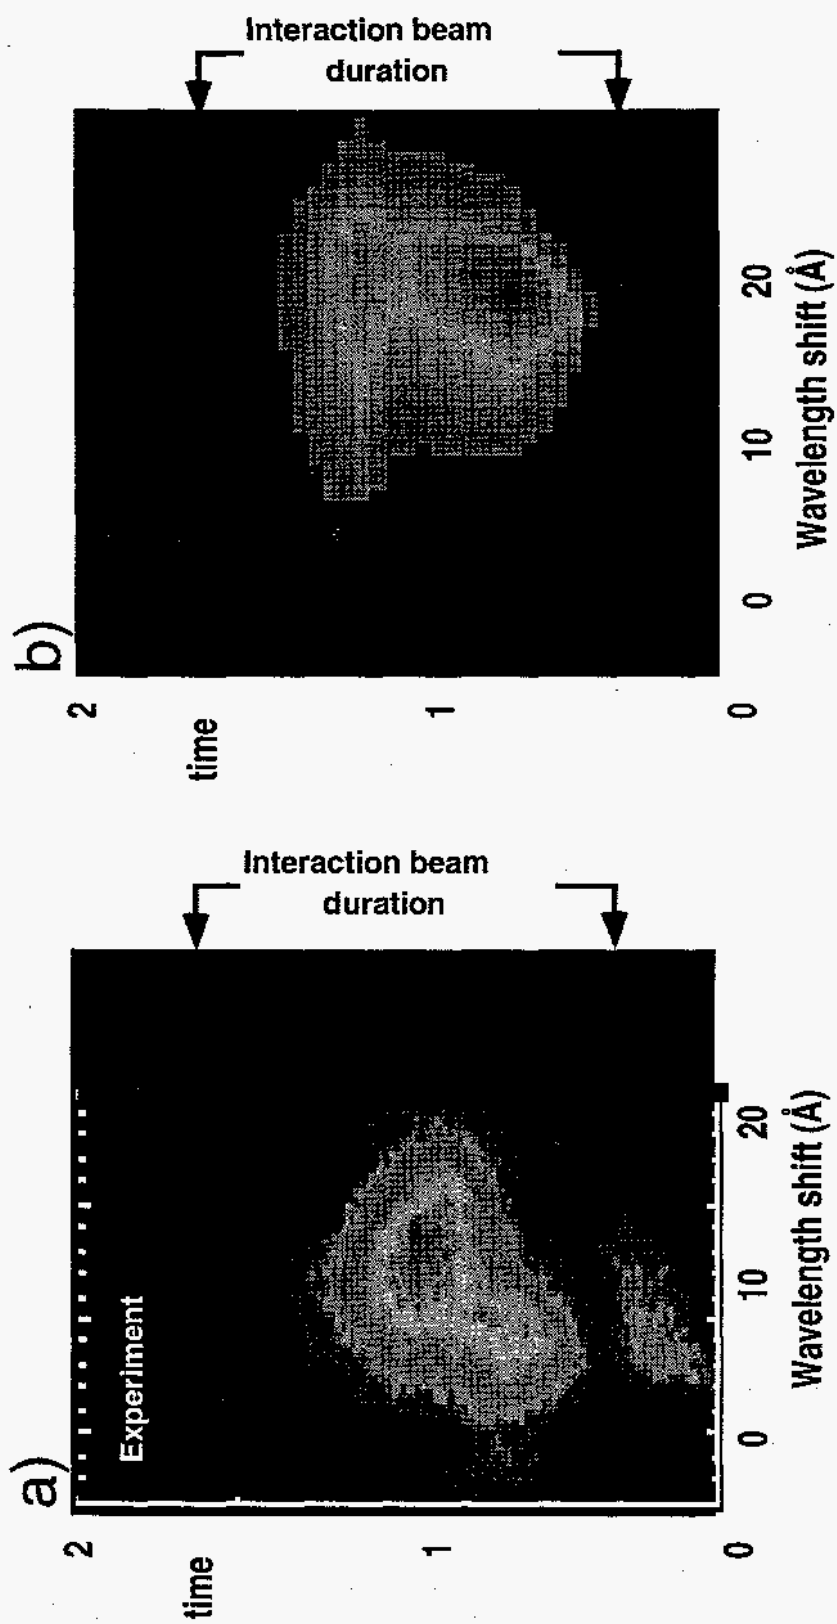 a)
Experiment
Interaction beam
duration
2
time
1
0
0
10
20
Wavelength shift (Å)
b)
Interaction beam
duration
2
time
1
0
0
10
20
Wavelength shift (Å)